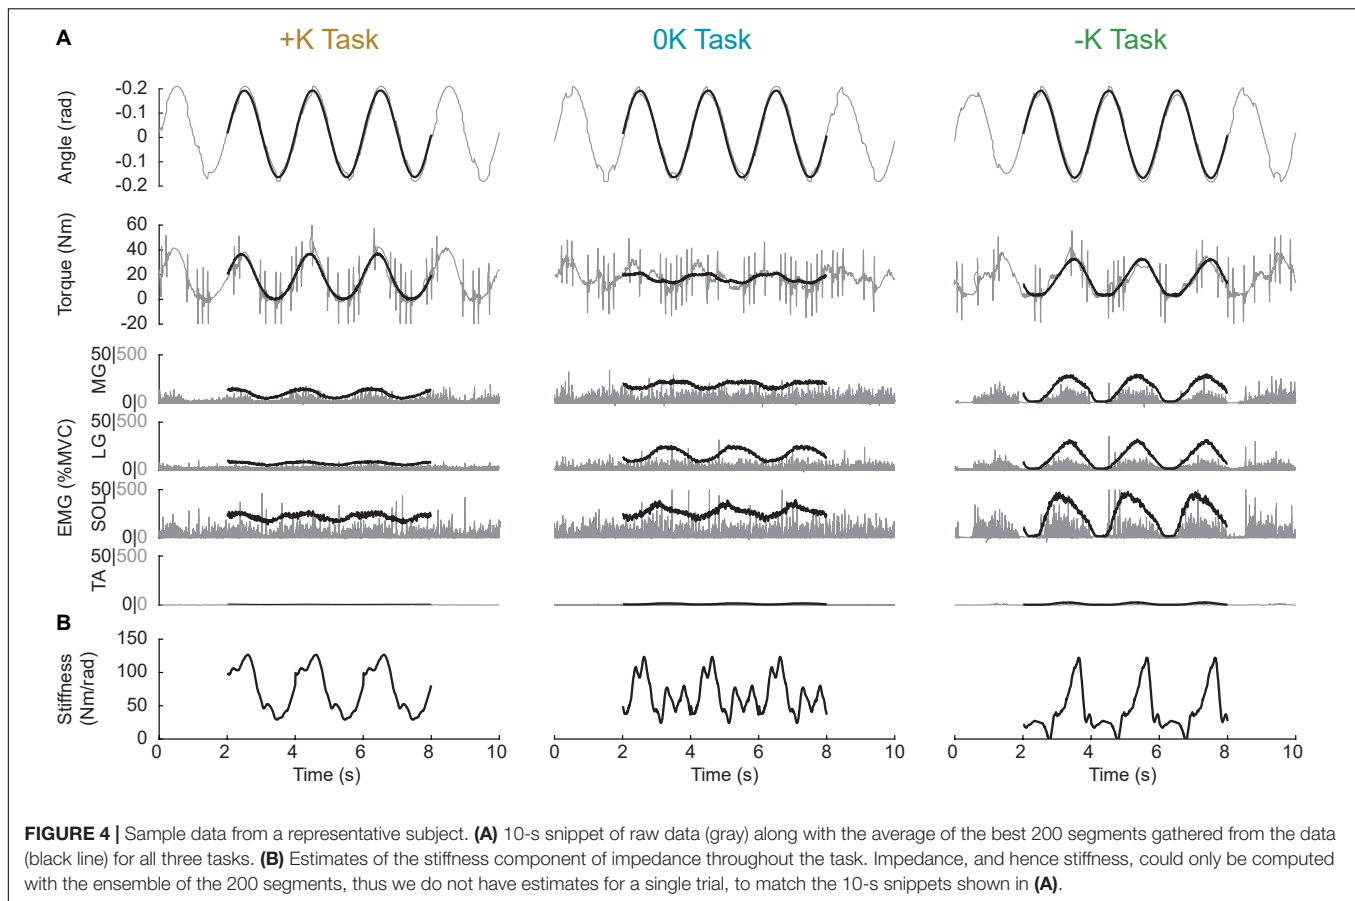 A
+K Task
0K Task
-K Task
Angle (rad)
-0.2
-0.1
0
-0.1
-0.2
Torque (Nm)
60
40
20
0
-20
EMG (%MVC)
MG
50|500
0|0
LG
50|500
0|0
SOL
50|500
0|0
TA
50|500
0|0
B
Stiffness
(Nm/rad)
150
100
50
0
0 2 4 6 8 10
0 2 4 6 8 10
0 2 4 6 8 10
Time (s)
Time (s)
Time (s)
FIGURE 4 | Sample data from a representative subject. (A) 10-s snippet of raw data (gray) along with the average of the best 200 segments gathered from the data
(black line) for all three tasks. (B) Estimates of the stiffness component of impedance throughout the task. Impedance, and hence stiffness, could only be computed
with the ensemble of the 200 segments, thus we do not have estimates for a single trial, to match the 10-s snippets shown in (A).